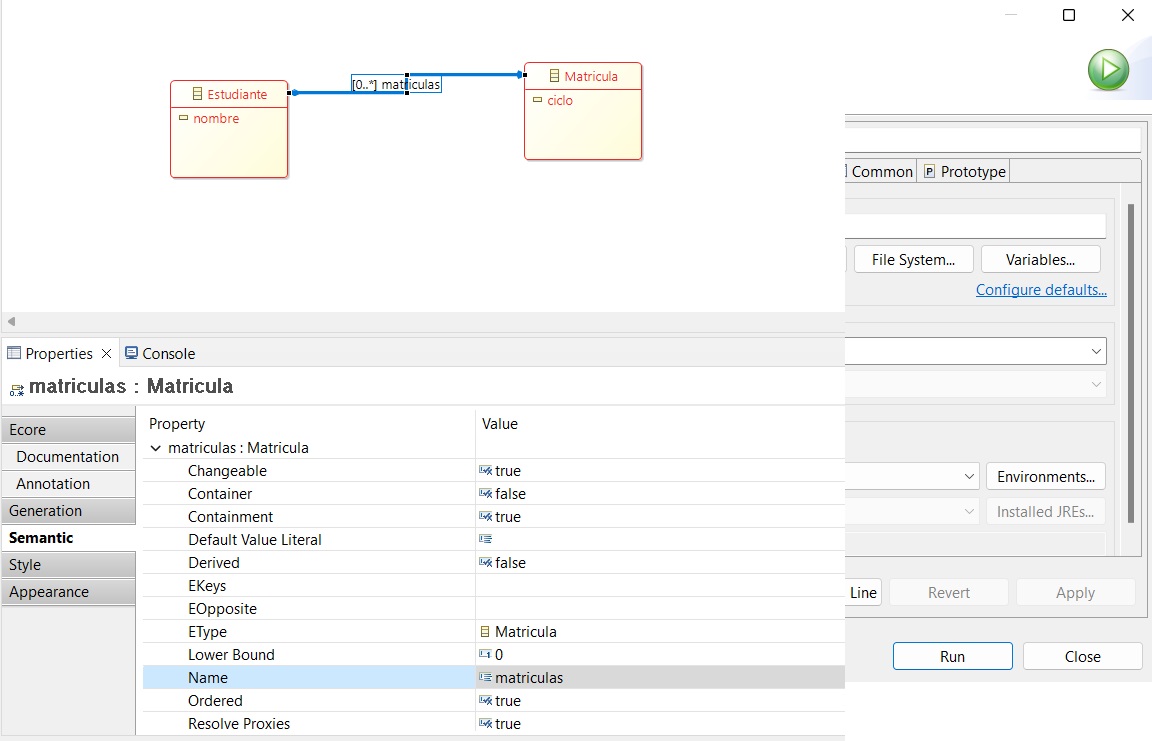 Estudiante
nombre
[0..*] matriculas
Matricula
ciclo
Common
P Prototype
File System...
Variables...
Configure defaults...
Properties
Console
matriculas : Matricula
Ecore
Documentation
Annotation
Generation
Semantic
Style
Appearance
Property Value
matriculas : Matricula
Changeable true
Container false
Containment true
Default Value Literal
Derived false
EKeys
EOpposite
EType Matricula
Lower Bound 0
Name matriculas
Ordered true
Resolve Proxies true
Environments...
Installed JREs...
Line
Revert
Apply
Run
Close